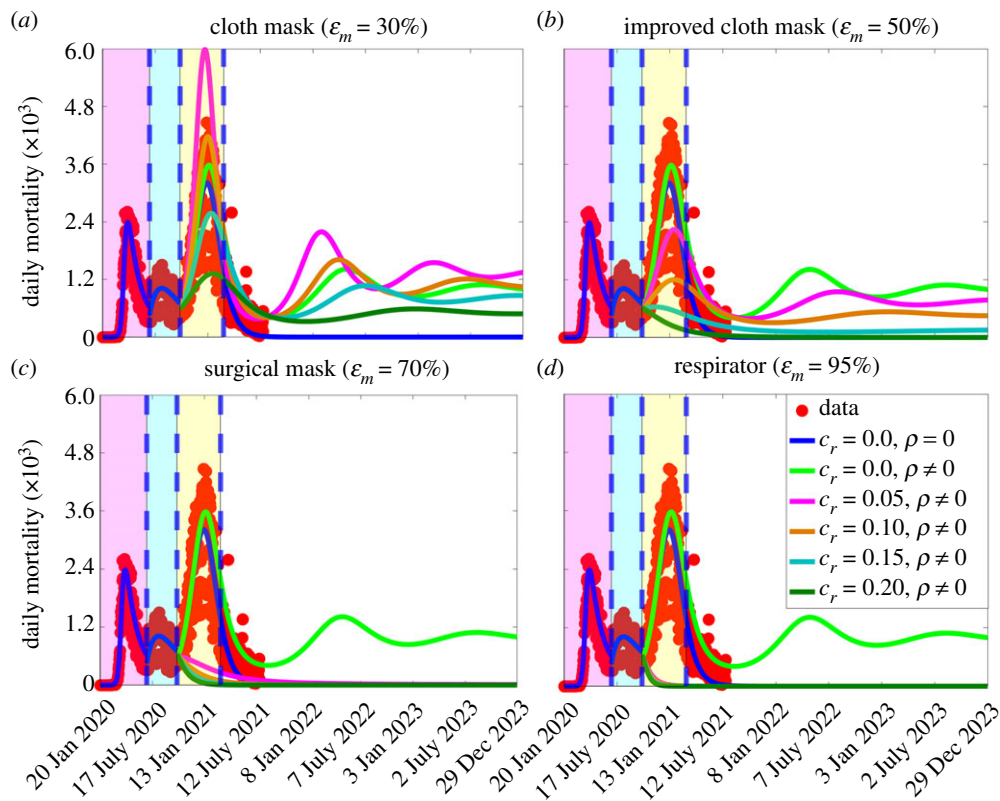 (a) cloth mask (εm = 30%)
(b) improved cloth mask (εm = 50%)
daily mortality (×10³)
6.0
4.8
3.6
2.4
1.2
0
(c) surgical mask (εm = 70%)
(d) respirator (εm = 95%)
daily mortality (×10³)
6.0
4.8
3.6
2.4
1.2
0
data
cr = 0.0, ρ = 0
cr = 0.0, ρ ≠ 0
cr = 0.05, ρ ≠ 0
cr = 0.10, ρ ≠ 0
cr = 0.15, ρ ≠ 0
cr = 0.20, ρ ≠ 0
20 Jan 2020
17 July 2020
13 Jan 2021
12 July 2021
8 Jan 2022
7 July 2022
3 Jan 2023
2 July 2023
29 Dec 2023
20 Jan 2020
17 July 2020
13 Jan 2021
12 July 2021
8 Jan 2022
7 July 2022
3 Jan 2023
2 July 2023
29 Dec 2023